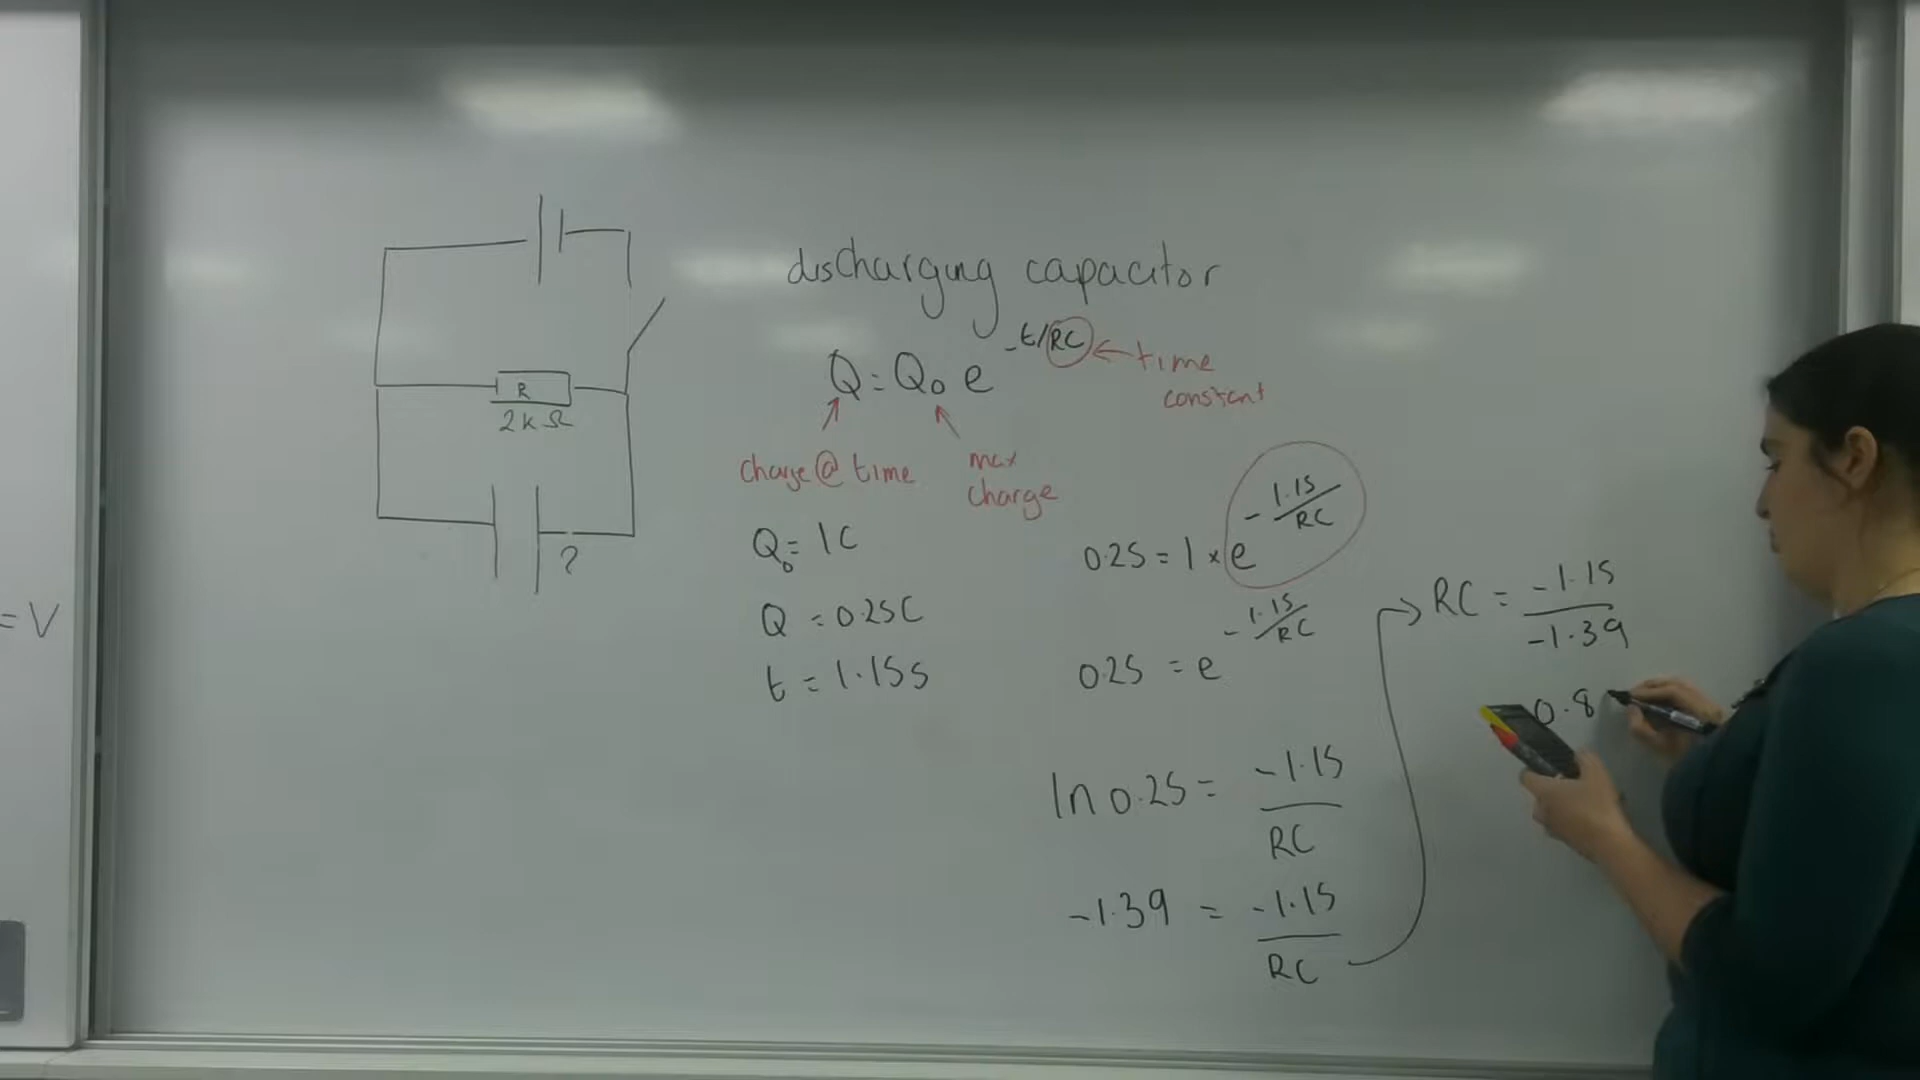 = V
R
2kΩ
?
discharging capacitor
Q = Q₀ e^-t/RC
time
constant
charge @ time
max
charge
Q₀ = 1C
Q = 0.25C
t = 1.15s
0.25 = 1 × e^-1.15/RC
0.25 = e^-1.15/RC
ln 0.25 = -1.15/RC
-1.39 = -1.15/RC
RC = -1.15/-1.39
0.8